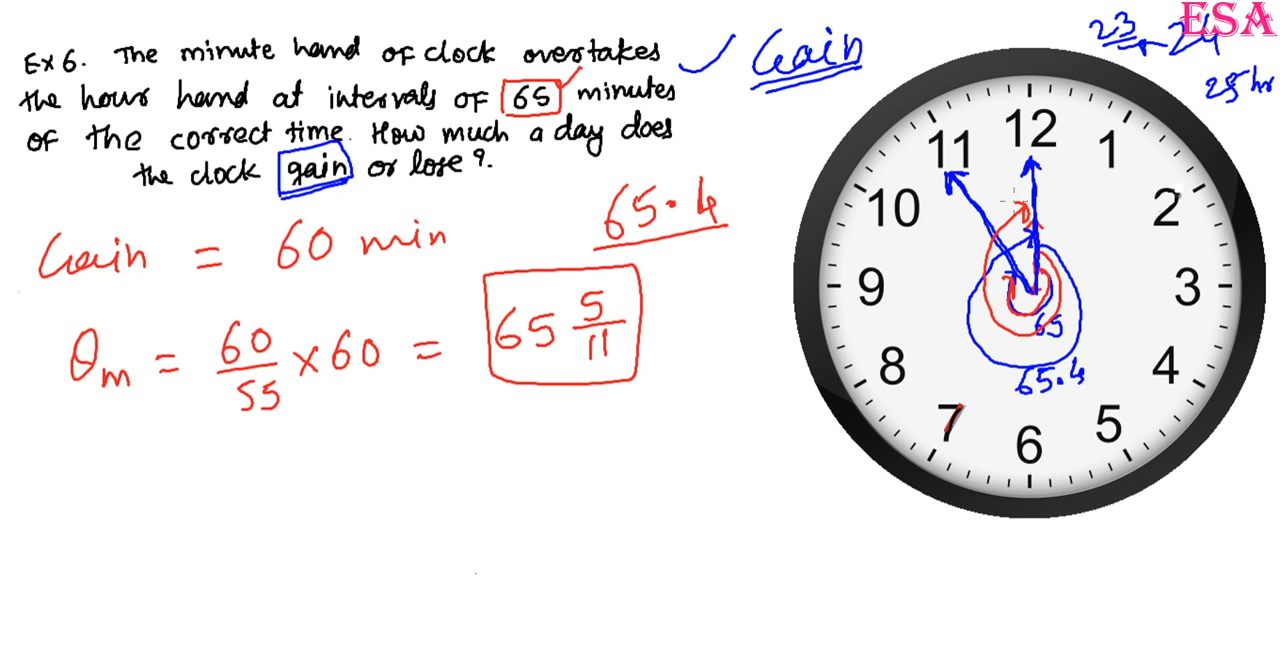 Ex 6. The minute hand of clock overtakes
the hour hand at intervals of 65 minutes
of the correct time. How much a day does
the clock gain or lose ?
Gain
23 24
25 hr
ESA
65.4
Gain = 60 min
θm = 60/55 × 60 = 65 5/11
12
11
1
10
2
9
3
8
4
7
5
6
65
65.4